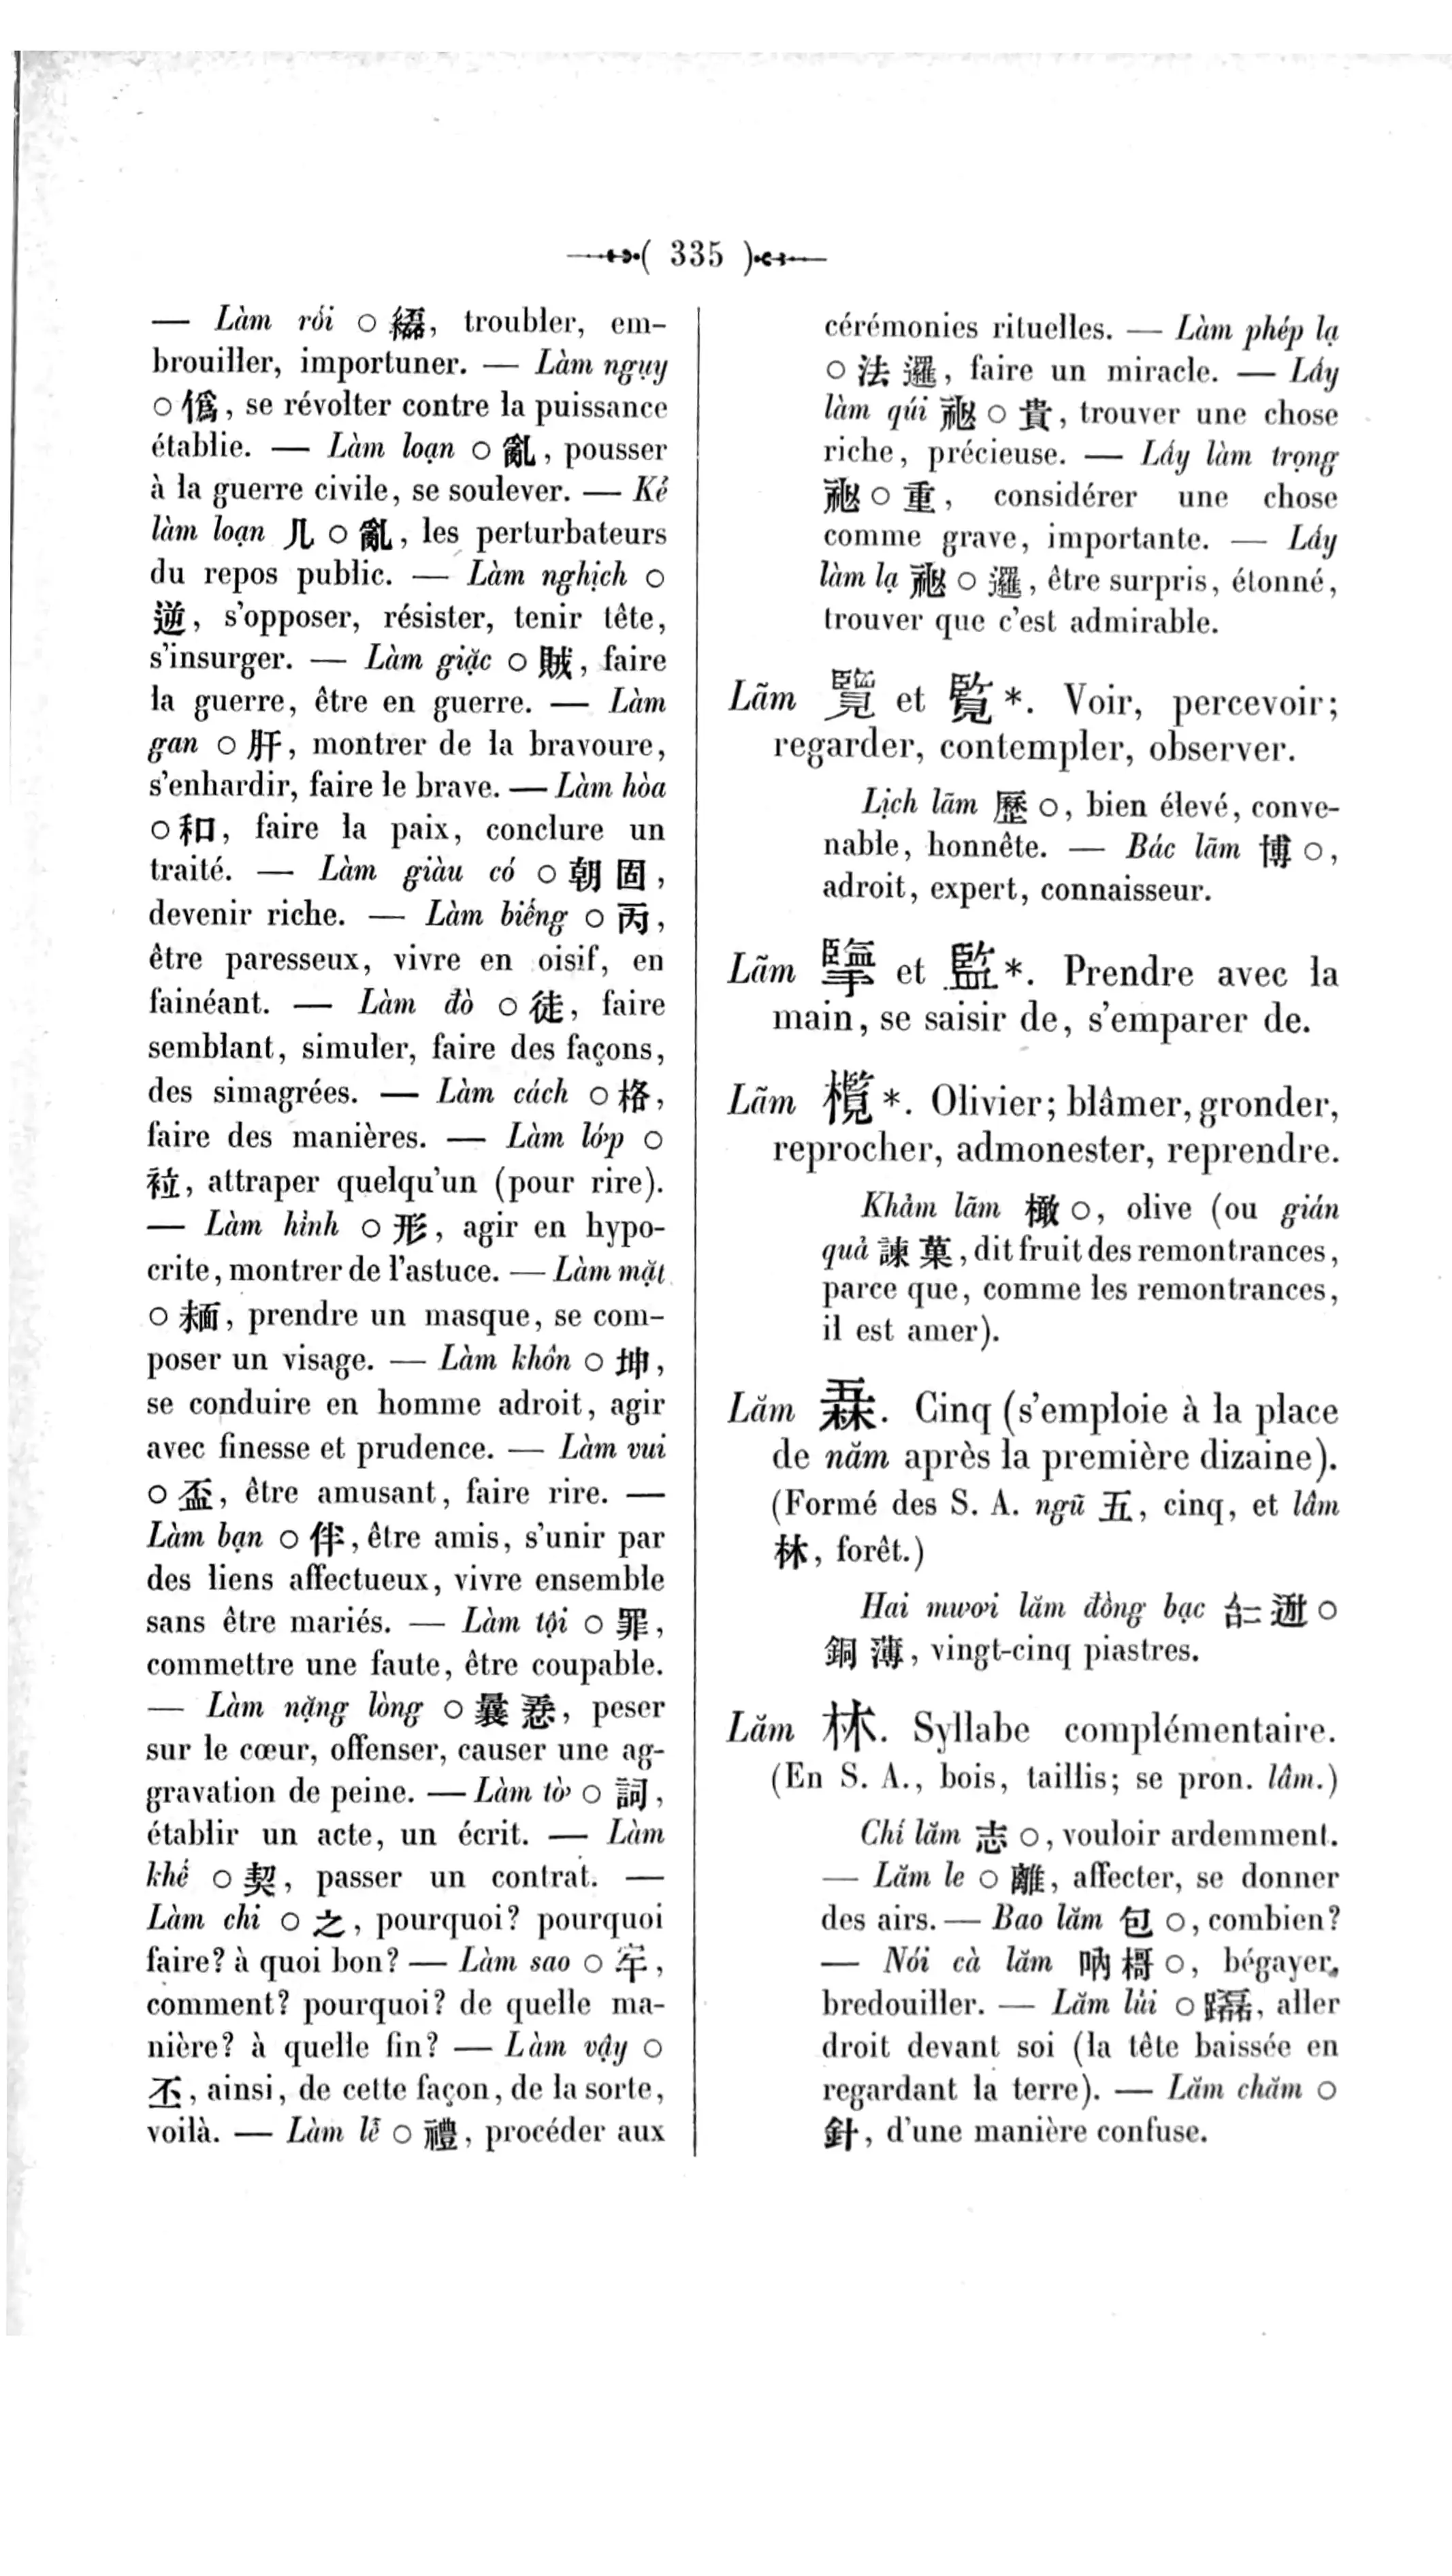 ( 335 )
— Làm rối ○ 繦, troubler, em-
brouiller, importuner. — Làm ngụy
○ 僞, se révolter contre la puissance
établie. — Làm loạn ○ 亂, pousser
à la guerre civile, se soulever. — Kẻ
làm loạn 几 ○ 亂, les perturbateurs
du repos public. — Làm nghịch ○
逆, s'opposer, résister, tenir tête,
s'insurger. — Làm giặc ○ 賊, faire
la guerre, être en guerre. — Làm
gan ○ 肝, montrer de la bravoure,
s'enhardir, faire le brave. — Làm hòa
○ 和, faire la paix, conclure un
traité. — Làm giàu có ○ 朝 固,
devenir riche. — Làm biếng ○ 丙,
être paresseux, vivre en oisif, en
fainéant. — Làm đò ○ 徒, faire
semblant, simuler, faire des façons,
des simagrées. — Làm cách ○ 格,
faire des manières. — Làm lớp ○
, attraper quelqu'un (pour rire).
— Làm hình ○ 形, agir en hypo-
crite, montrer de l'astuce. — Làm mặt
○ 𩈘, prendre un masque, se com-
poser un visage. — Làm khôn ○ 坤,
se conduire en homme adroit, agir
avec finesse et prudence. — Làm vui
○ 盃, être amusant, faire rire. —
Làm bạn ○ 伴, être amis, s'unir par
des liens affectueux, vivre ensemble
sans être mariés. — Làm tội ○ 罪,
commettre une faute, être coupable.
— Làm nặng lòng ○ 曩 𢚸, peser
sur le cœur, offenser, causer une ag-
gravation de peine. — Làm tờ ○ 詞,
établir un acte, un écrit. — Làm
khế ○ 契, passer un contrat. —
Làm chi ○ 之, pourquoi? pourquoi
faire? à quoi bon? — Làm sao ○ 牢,
comment? pourquoi? de quelle ma-
nière? à quelle fin? — Làm vậy ○
丕, ainsi, de cette façon, de la sorte,
voilà. — Làm lễ ○ 禮, procéder aux
cérémonies rituelles. — Làm phép lạ
○ 法 邏, faire un miracle. — Lấy
làm qúi 𥙩 ○ 貴, trouver une chose
riche, précieuse. — Lấy làm trọng
𥙩 ○ 重, considérer une chose
comme grave, importante. — Lấy
làm lạ 𥙩 ○ 邏, être surpris, étonné,
trouver que c'est admirable.
Lãm 覽 et 覧 *. Voir, percevoir;
regarder, contempler, observer.
Lịch lãm 歷 ○, bien élevé, conve-
nable, honnête. — Bác lãm 博 ○,
adroit, expert, connaisseur.
Lãm 擥 et 監 *. Prendre avec la
main, se saisir de, s'emparer de.
Lãm 欖 *. Olivier; blâmer, gronder,
reprocher, admonester, reprendre.
Khảm lãm 橄 ○, olive (ou gián
quả 諫 菓, dit fruit des remontrances,
parce que, comme les remontrances,
il est amer).
Lăm 𠄶. Cinq (s'emploie à la place
de năm après la première dizaine).
(Formé des S. A. ngũ 五, cinq, et lâm
林, forêt.)
Hai mươi lăm đồng bạc 𠄩 𨑮 ○
銅 薄, vingt-cinq piastres.
Lăm 林. Syllabe complémentaire.
(En S. A., bois, taillis; se pron. lâm.)
Chí lăm 志 ○, vouloir ardemment.
— Lăm le ○ 離, affecter, se donner
des airs. — Bao lăm 包 ○, combien?
— Nói cà lăm 吶 ○, bégayer,
bredouiller. — Lăm lủi ○, aller
droit devant soi (la tête baissée en
regardant la terre). — Lăm chăm ○
針, d'une manière confuse.